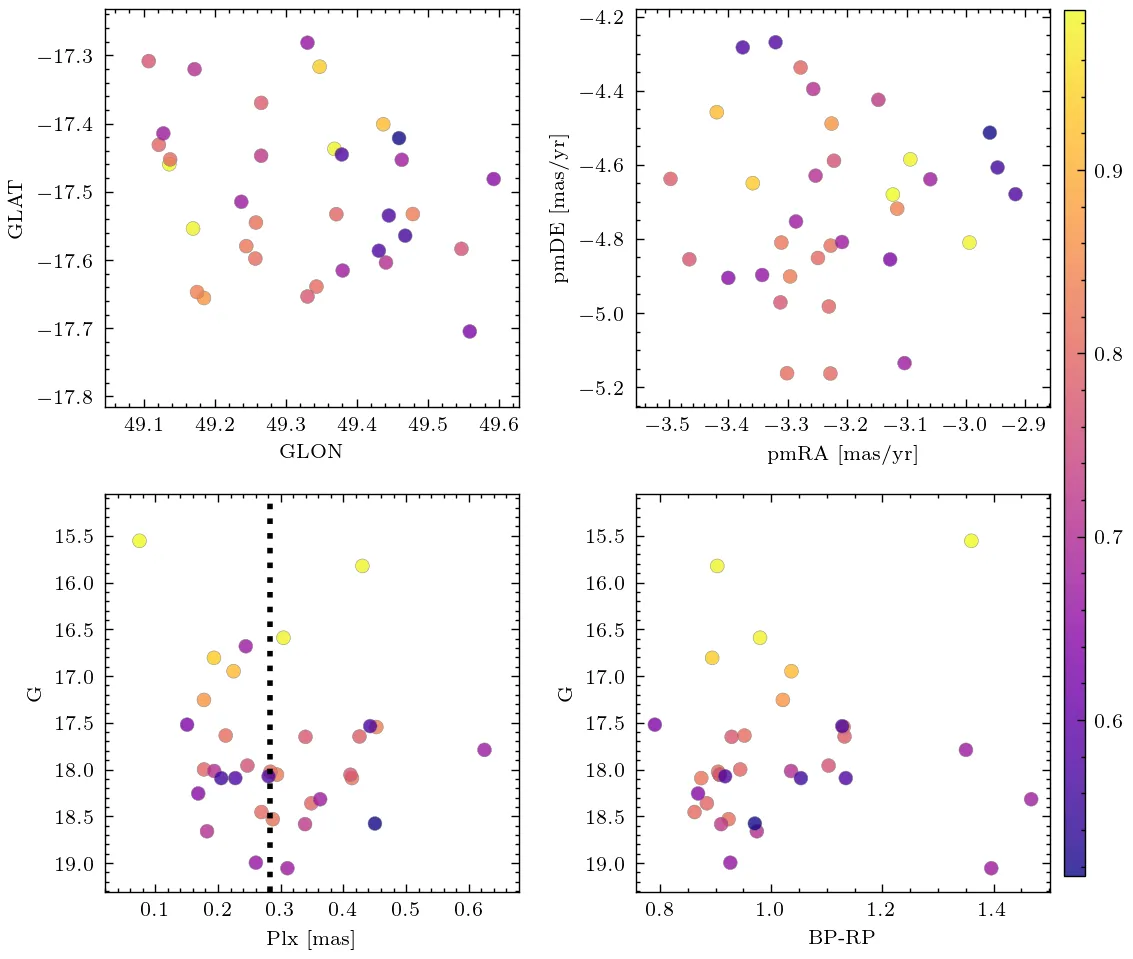 −17.3
−17.4
−17.5
−17.6
−17.7
−17.8
GLAT
49.1 49.2 49.3 49.4 49.5 49.6
GLON
−4.2
−4.4
−4.6
−4.8
−5.0
−5.2
pmDE [mas/yr]
−3.5 −3.4 −3.3 −3.2 −3.1 −3.0 −2.9
pmRA [mas/yr]
0.9
0.8
0.7
0.6
15.5
16.0
16.5
17.0
17.5
18.0
18.5
19.0
G
0.1 0.2 0.3 0.4 0.5 0.6
Plx [mas]
15.5
16.0
16.5
17.0
17.5
18.0
18.5
19.0
G
0.8 1.0 1.2 1.4
BP-RP